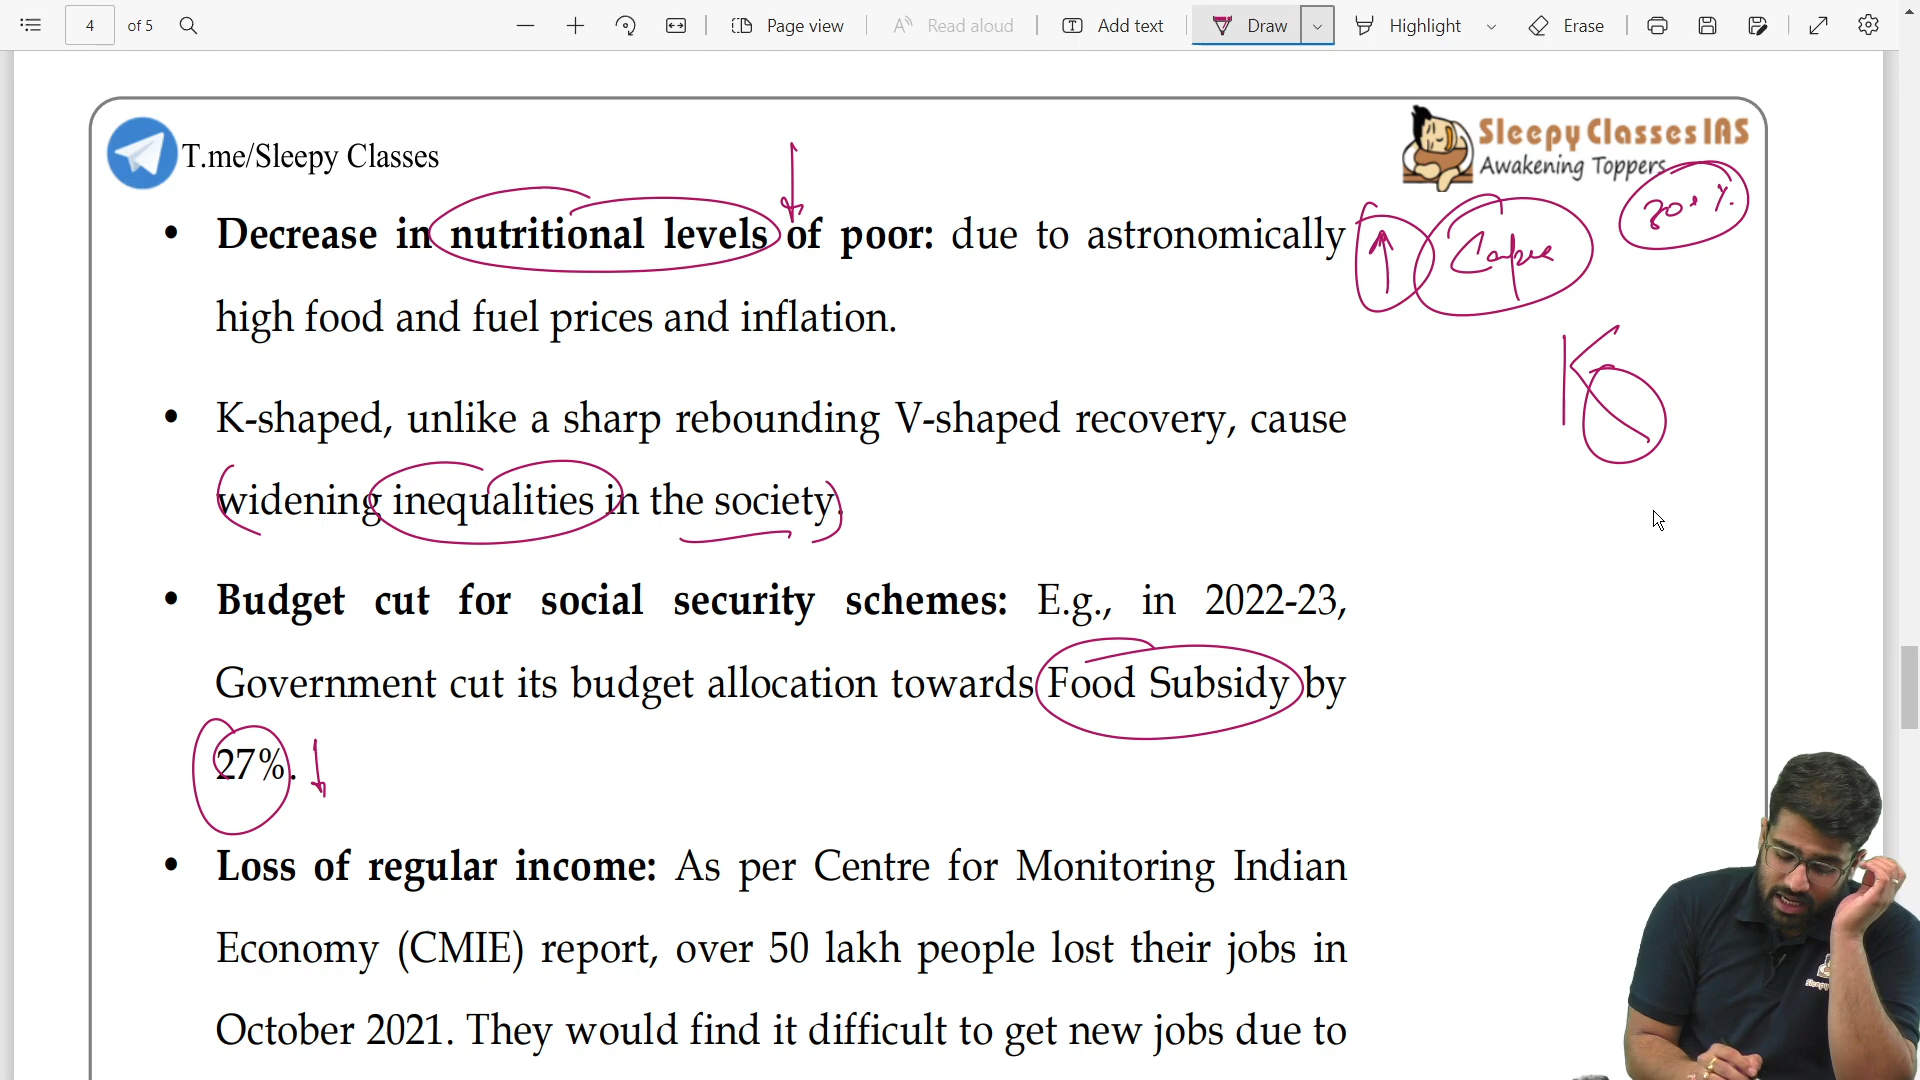 4 of 5 Page view Read aloud Add text Draw Highlight Erase
T.me/Sleepy Classes
Sleepy Classes IAS
Awakening Toppers
• Decrease in nutritional levels of poor: due to astronomically
high food and fuel prices and inflation.
K
• K-shaped, unlike a sharp rebounding V-shaped recovery, cause
widening inequalities in the society.
• Budget cut for social security schemes: E.g., in 2022-23,
Government cut its budget allocation towards Food Subsidy by
27%.
• Loss of regular income: As per Centre for Monitoring Indian
Economy (CMIE) report, over 50 lakh people lost their jobs in
October 2021. They would find it difficult to get new jobs due to